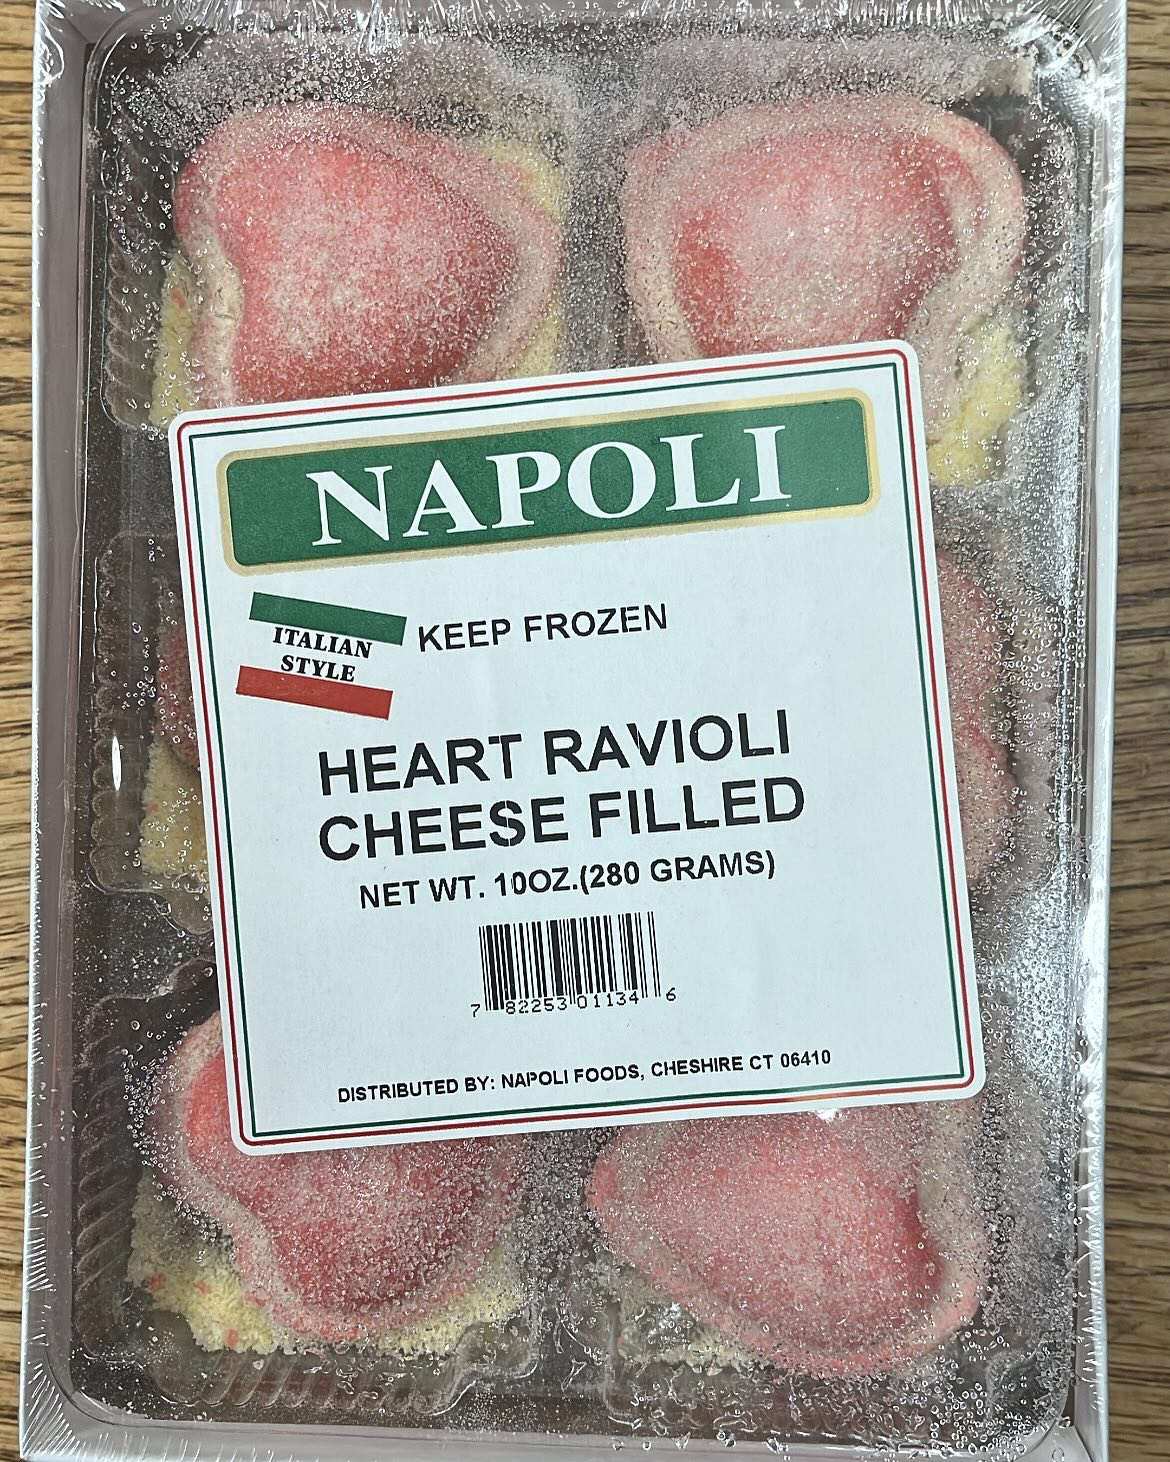 NAPOLI
ITALIAN
STYLE
KEEP FROZEN
HEART RAVIOLI
CHEESE FILLED
NET WT. 10OZ.(280 GRAMS)
7 82253 01134 6
DISTRIBUTED BY: NAPOLI FOODS, CHESHIRE CT 06410